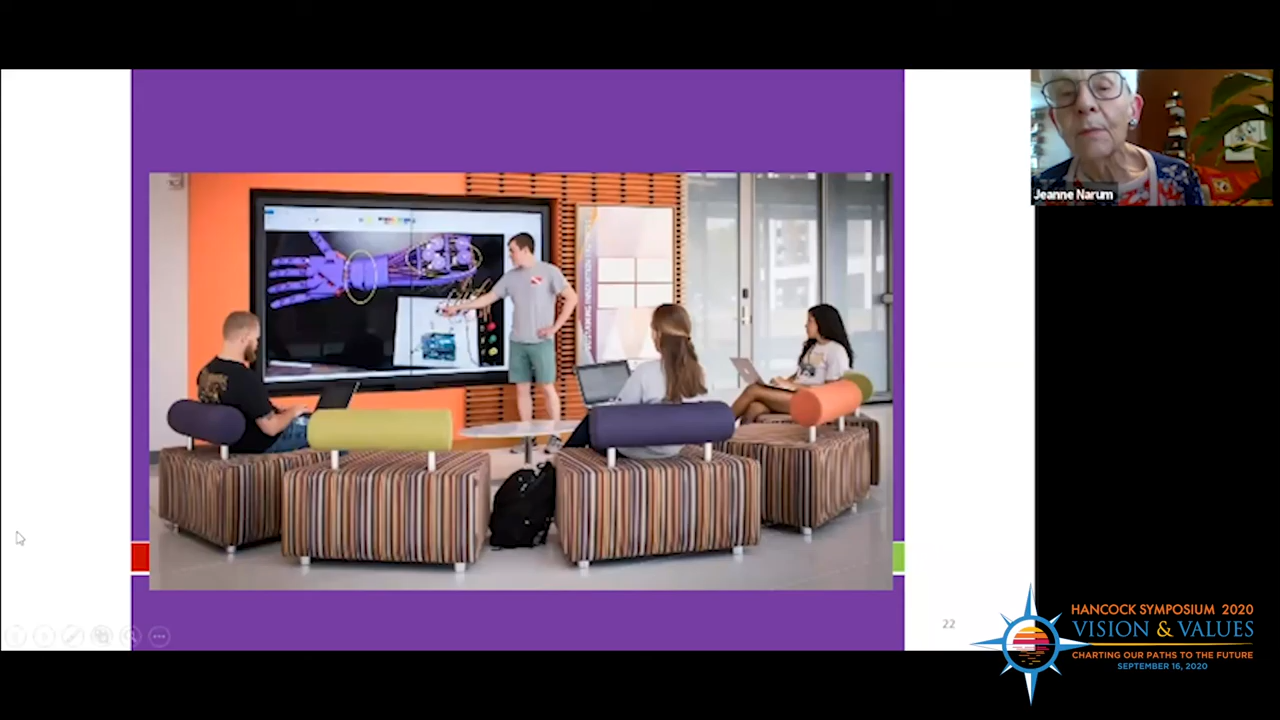 Jeanne Narum
22
HANCOCK SYMPOSIUM 2020
VISION & VALUES
CHARTING OUR PATHS TO THE FUTURE
SEPTEMBER 16, 2020